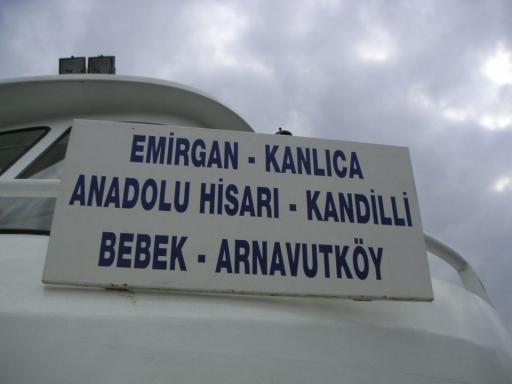 EMİRGAN - KANLICA
ANADOLU HİSARI - KANDİLLİ
BEBEK - ARNAVUTKÖY